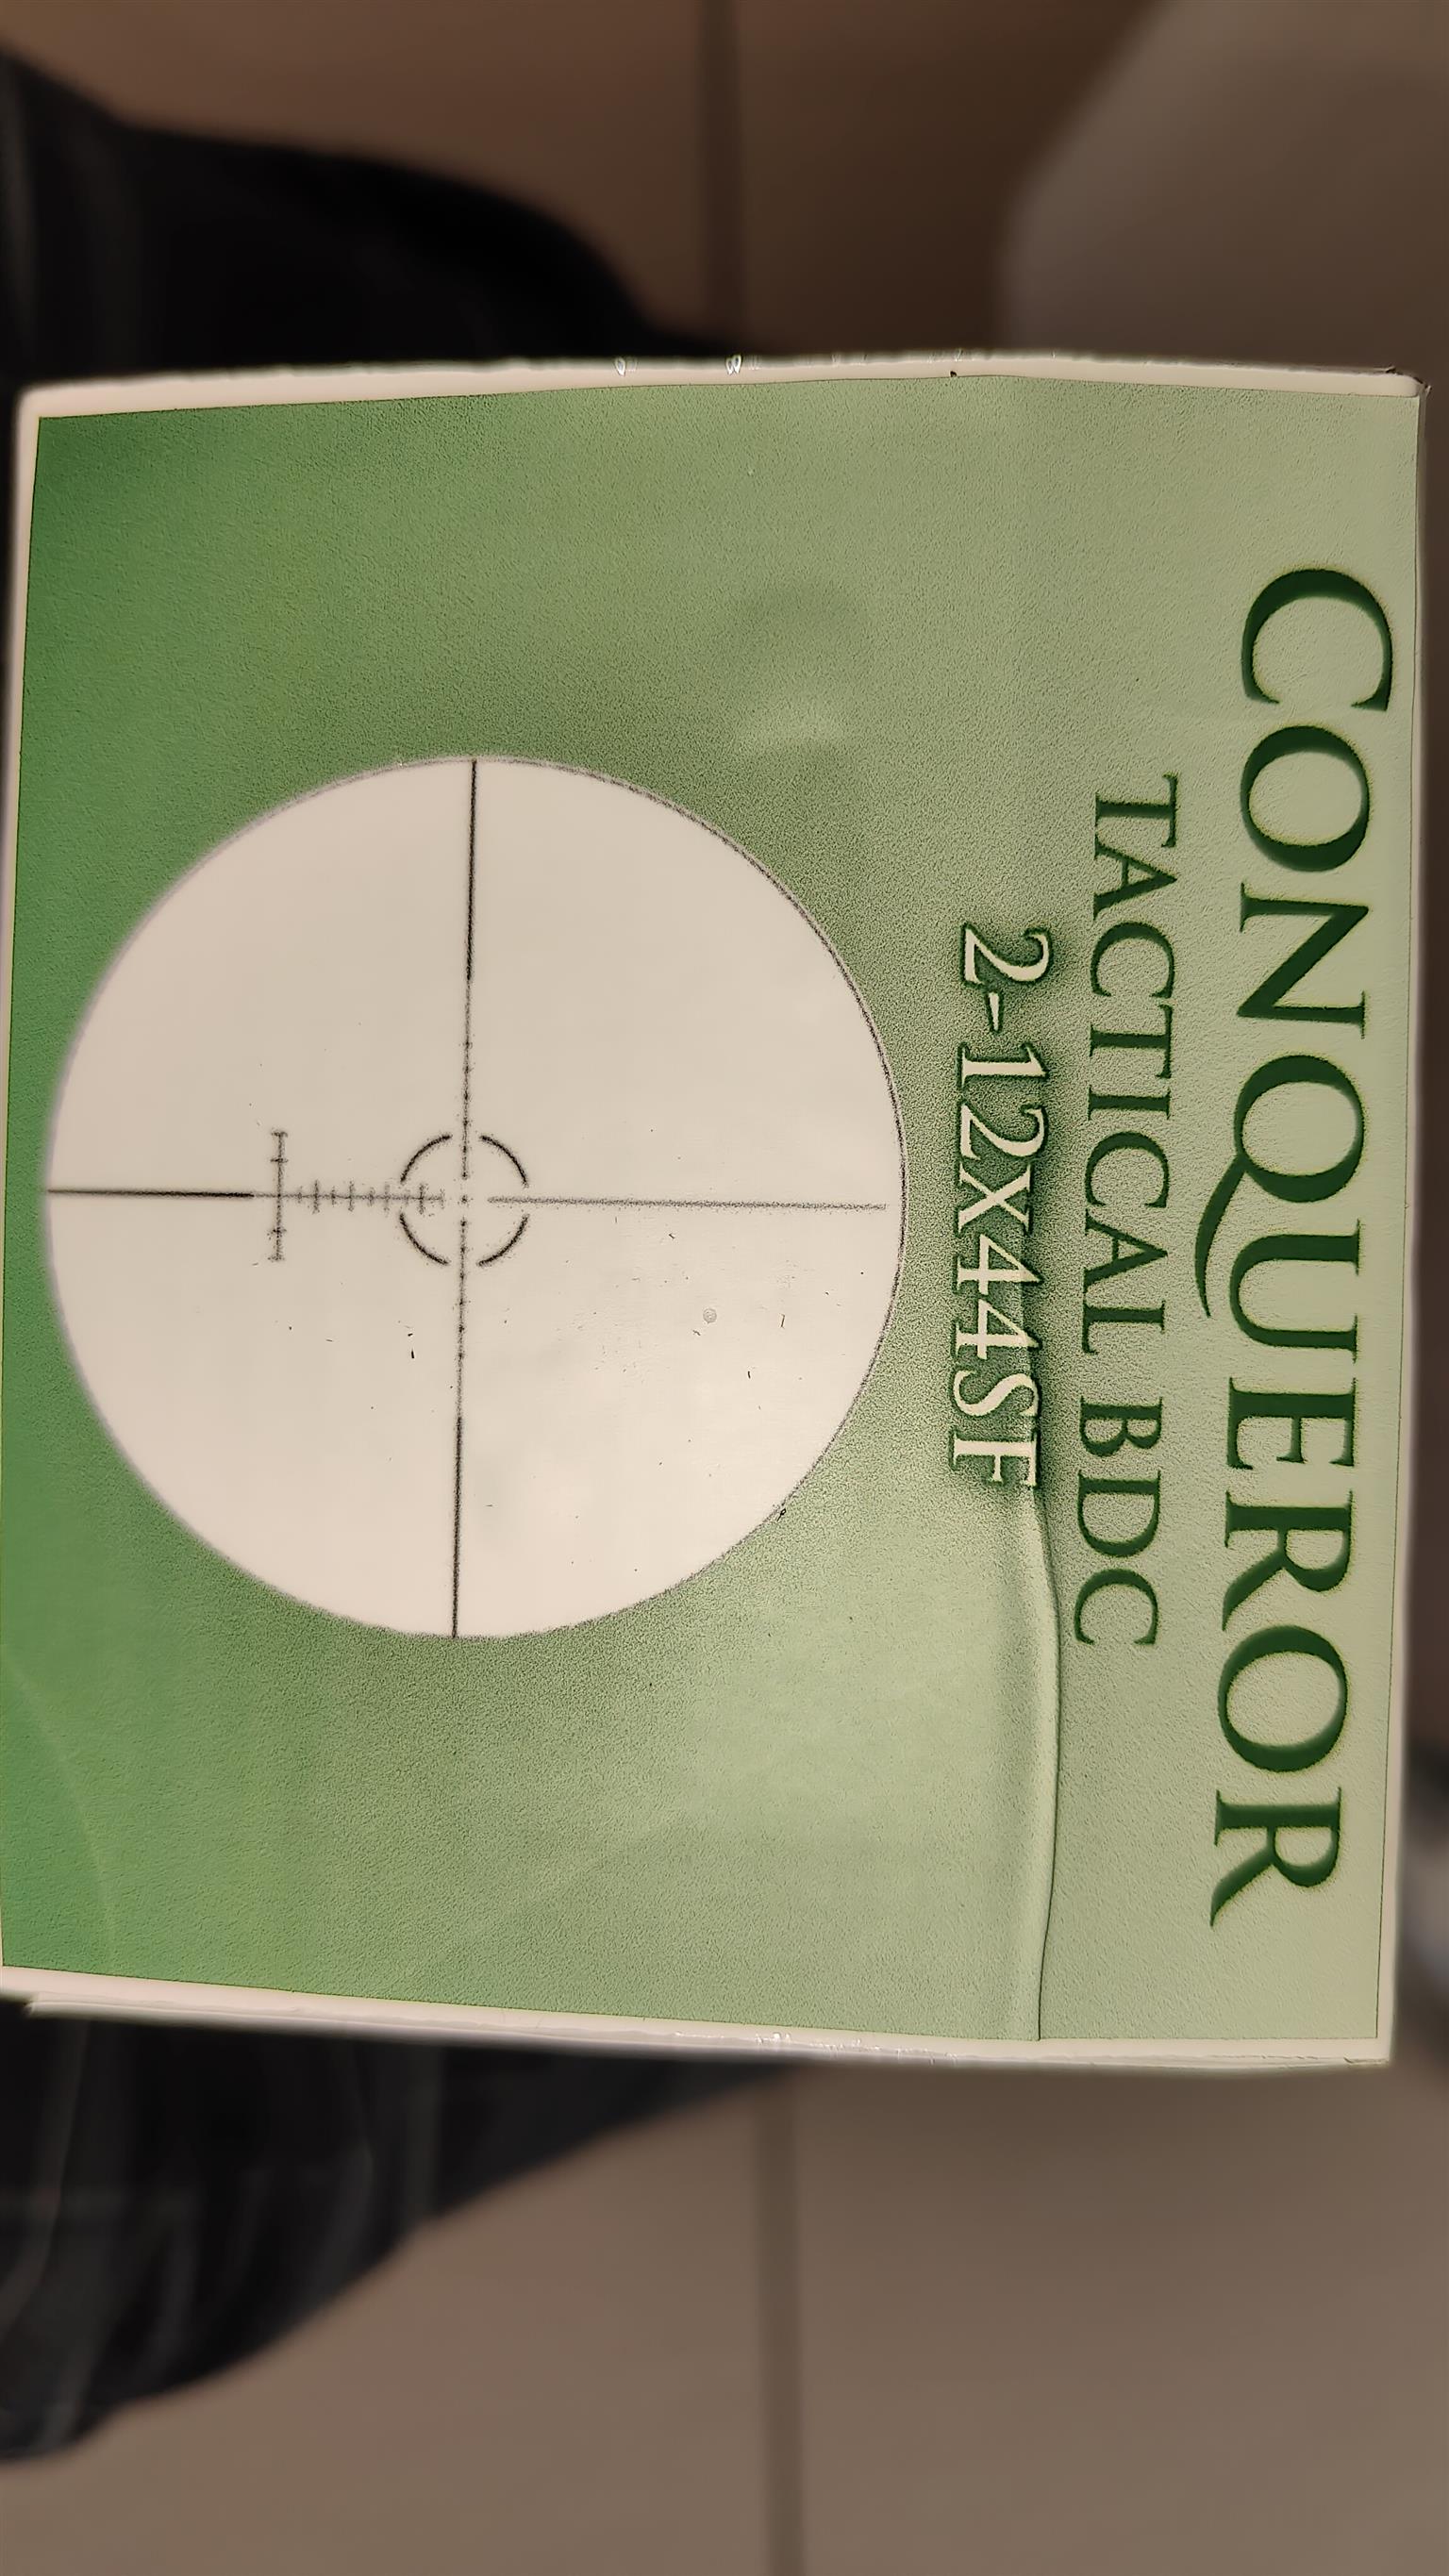 CONQUEROR
TACTICAL BDC
2-12X44SF